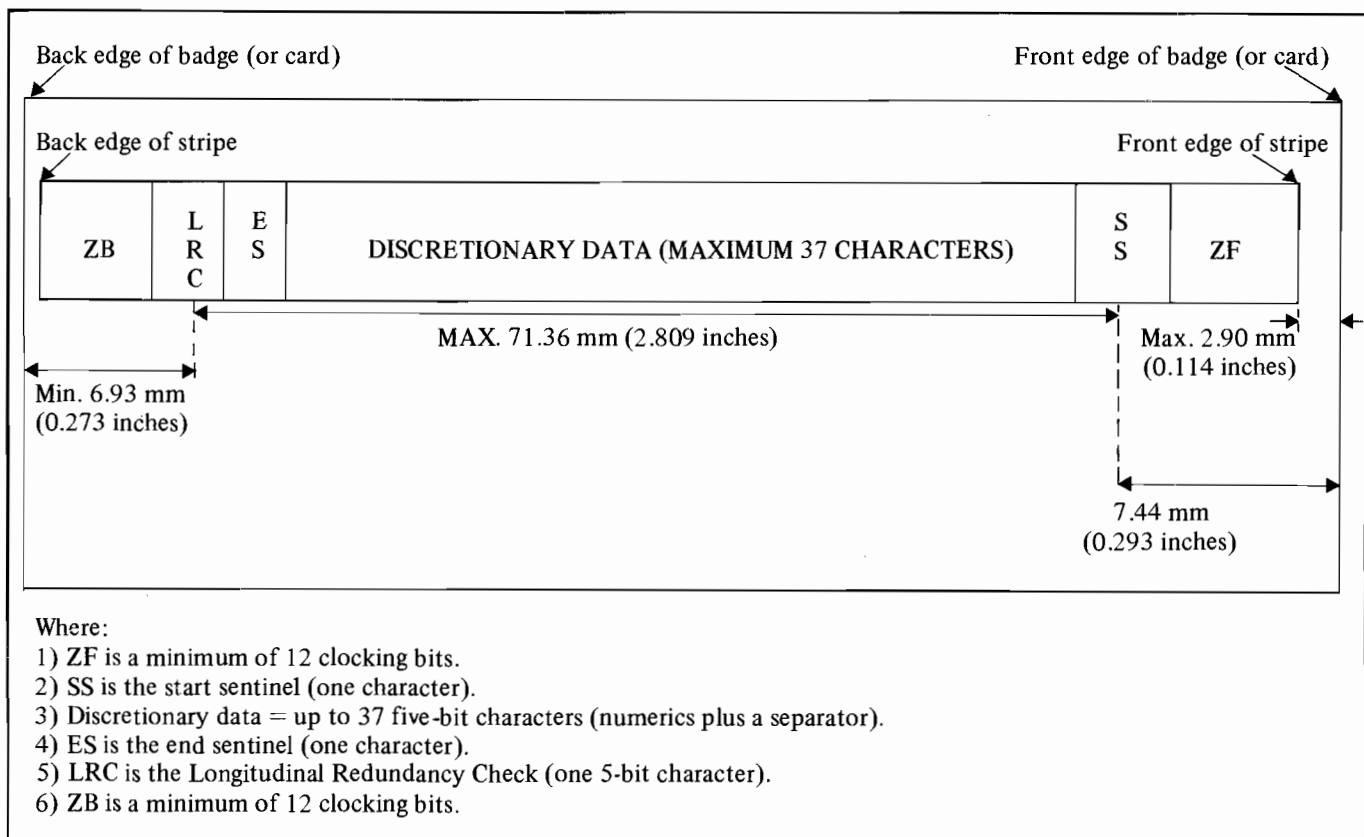 Back edge of badge (or card)
Front edge of badge (or card)
Back edge of stripe
Front edge of stripe
ZB
L
R
C
E
S
DISCRETIONARY DATA (MAXIMUM 37 CHARACTERS)
S
S
ZF
MAX. 71.36 mm (2.809 inches)
Max. 2.90 mm
(0.114 inches)
Min. 6.93 mm
(0.273 inches)
7.44 mm
(0.293 inches)
Where:
1) ZF is a minimum of 12 clocking bits.
2) SS is the start sentinel (one character).
3) Discretionary data = up to 37 five-bit characters (numerics plus a separator).
4) ES is the end sentinel (one character).
5) LRC is the Longitudinal Redundancy Check (one 5-bit character).
6) ZB is a minimum of 12 clocking bits.